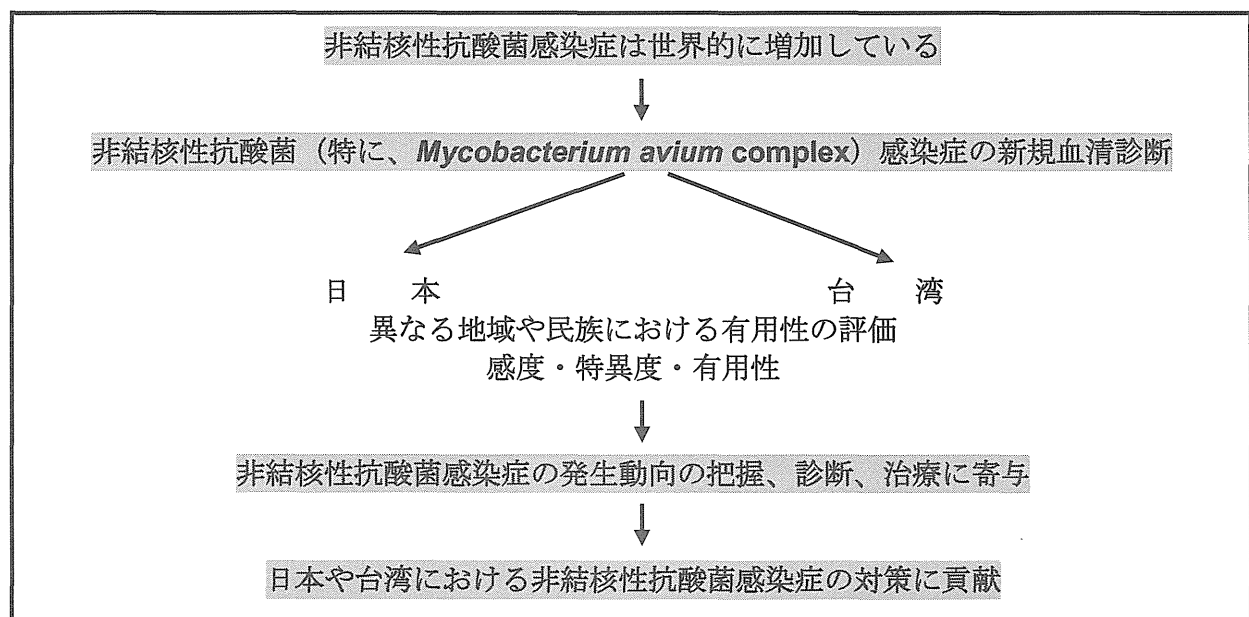 非結核性抗酸菌感染症は世界的に増加している
非結核性抗酸菌（特に、Mycobacterium avium complex）感染症の新規血清診断
日　本　　台　湾
異なる地域や民族における有用性の評価
感度・特異度・有用性
非結核性抗酸菌感染症の発生動向の把握、診断、治療に寄与
日本や台湾における非結核性抗酸菌感染症の対策に貢献